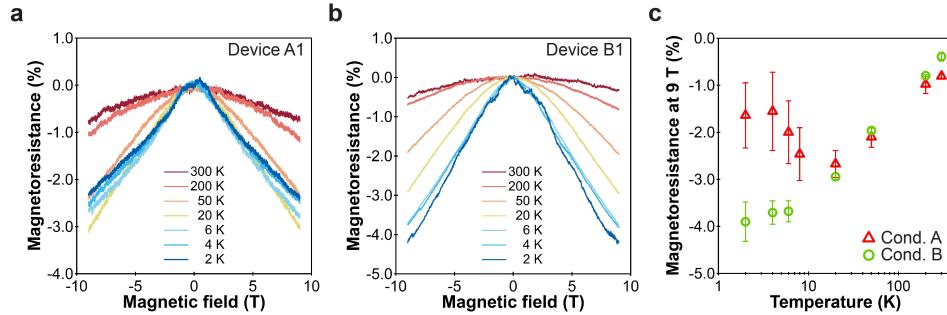 a
Device A1
Magnetoresistance (%)
1.0
0.0
-1.0
-2.0
-3.0
-4.0
300 K
200 K
50 K
20 K
6 K
4 K
2 K
-10
-5
0
5
10
Magnetic field (T)
b
Device B1
Magnetoresistance (%)
1.0
0.0
-1.0
-2.0
-3.0
-4.0
-5.0
300 K
200 K
50 K
20 K
6 K
4 K
2 K
-10
-5
0
5
10
Magnetic field (T)
c
Magnetoresistance at 9 T (%)
0.0
-1.0
-2.0
-3.0
-4.0
-5.0
Cond. A
Cond. B
1
10
100
Temperature (K)